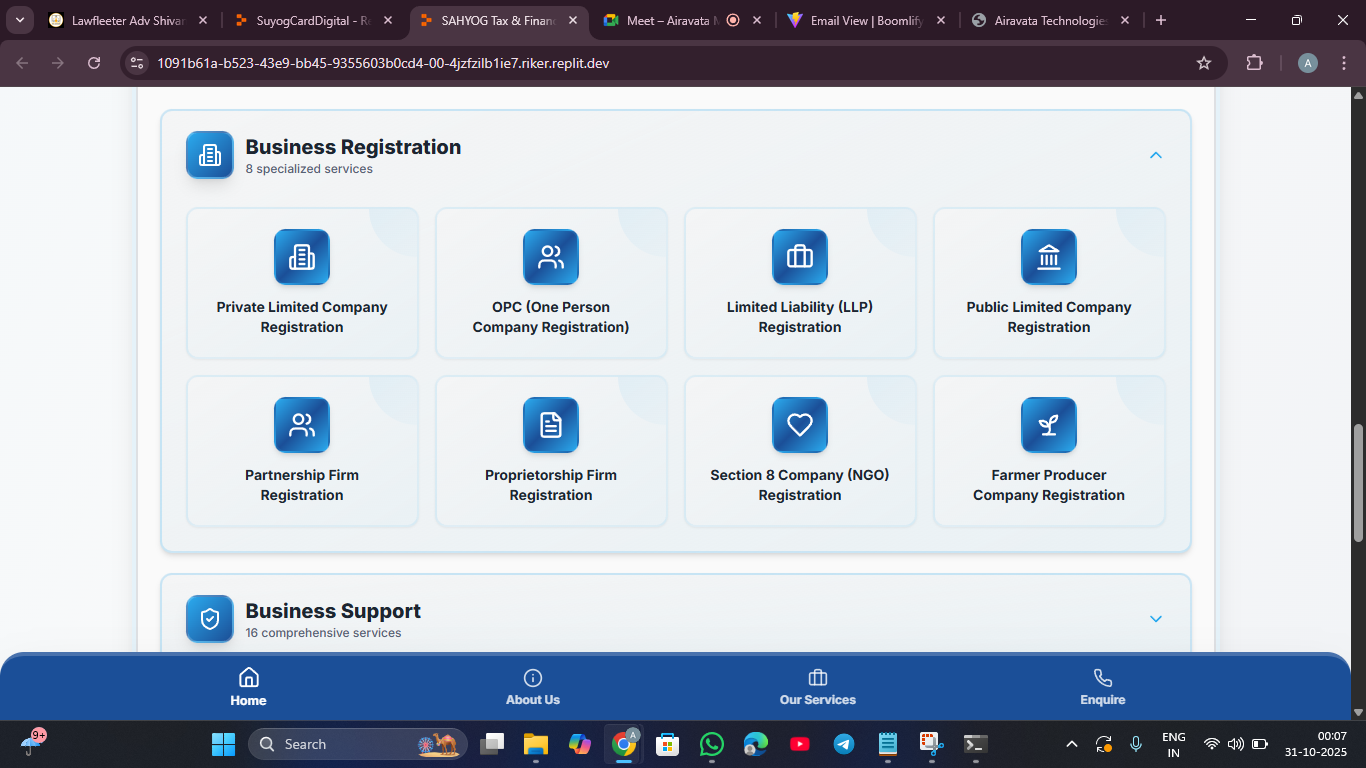 Lawfleeter Adv Shivan
SuyogCardDigital - Re
SAHYOG Tax & Financ
Meet – Airavata M
Email View | Boomlify
Airavata Technologies
1091b61a-b523-43e9-bb45-9355603b0cd4-00-4jzfzilb1ie7.riker.replit.dev
A
Business Registration
8 specialized services
Private Limited Company
Registration
OPC (One Person
Company Registration)
Limited Liability (LLP)
Registration
Public Limited Company
Registration
Partnership Firm
Registration
Proprietorship Firm
Registration
Section 8 Company (NGO)
Registration
Farmer Producer
Company Registration
Business Support
16 comprehensive services
Home
About Us
Our Services
Enquire
9+
Search
A
ENG
IN
00:07
31-10-2025